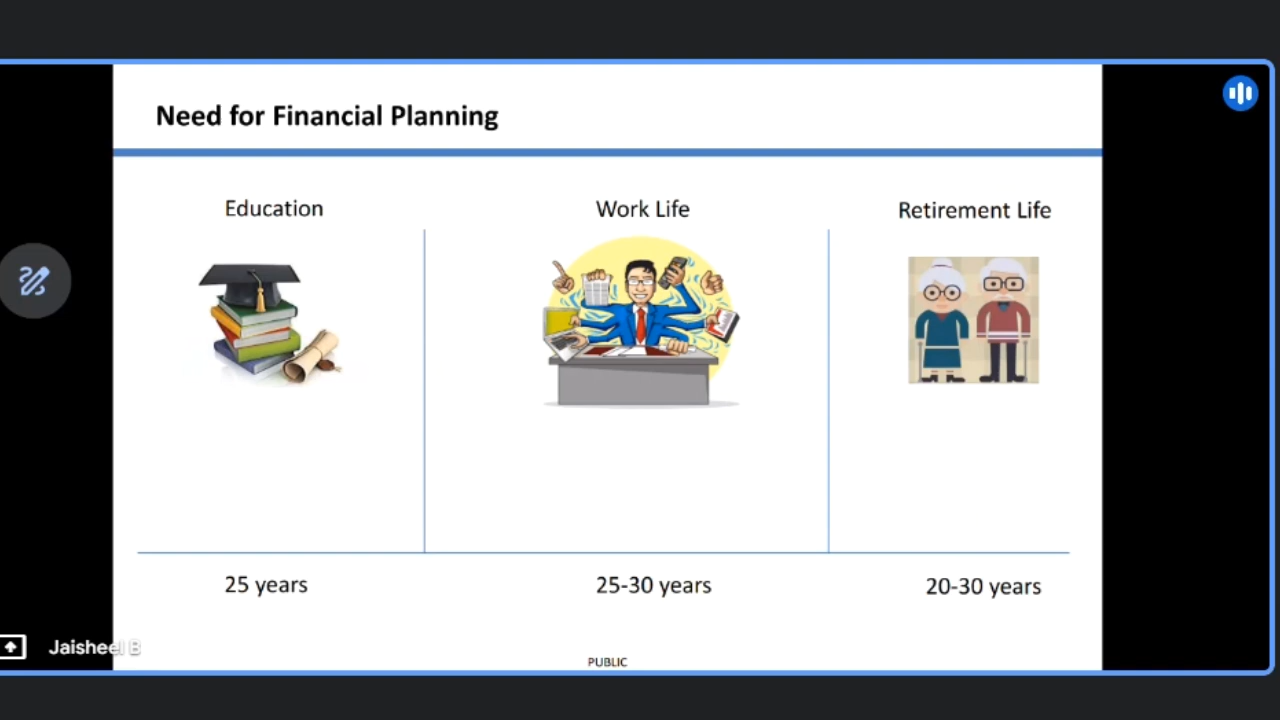 Need for Financial Planning
Education
Work Life
Retirement Life
25 years
25-30 years
20-30 years
Jaisheel B
PUBLIC